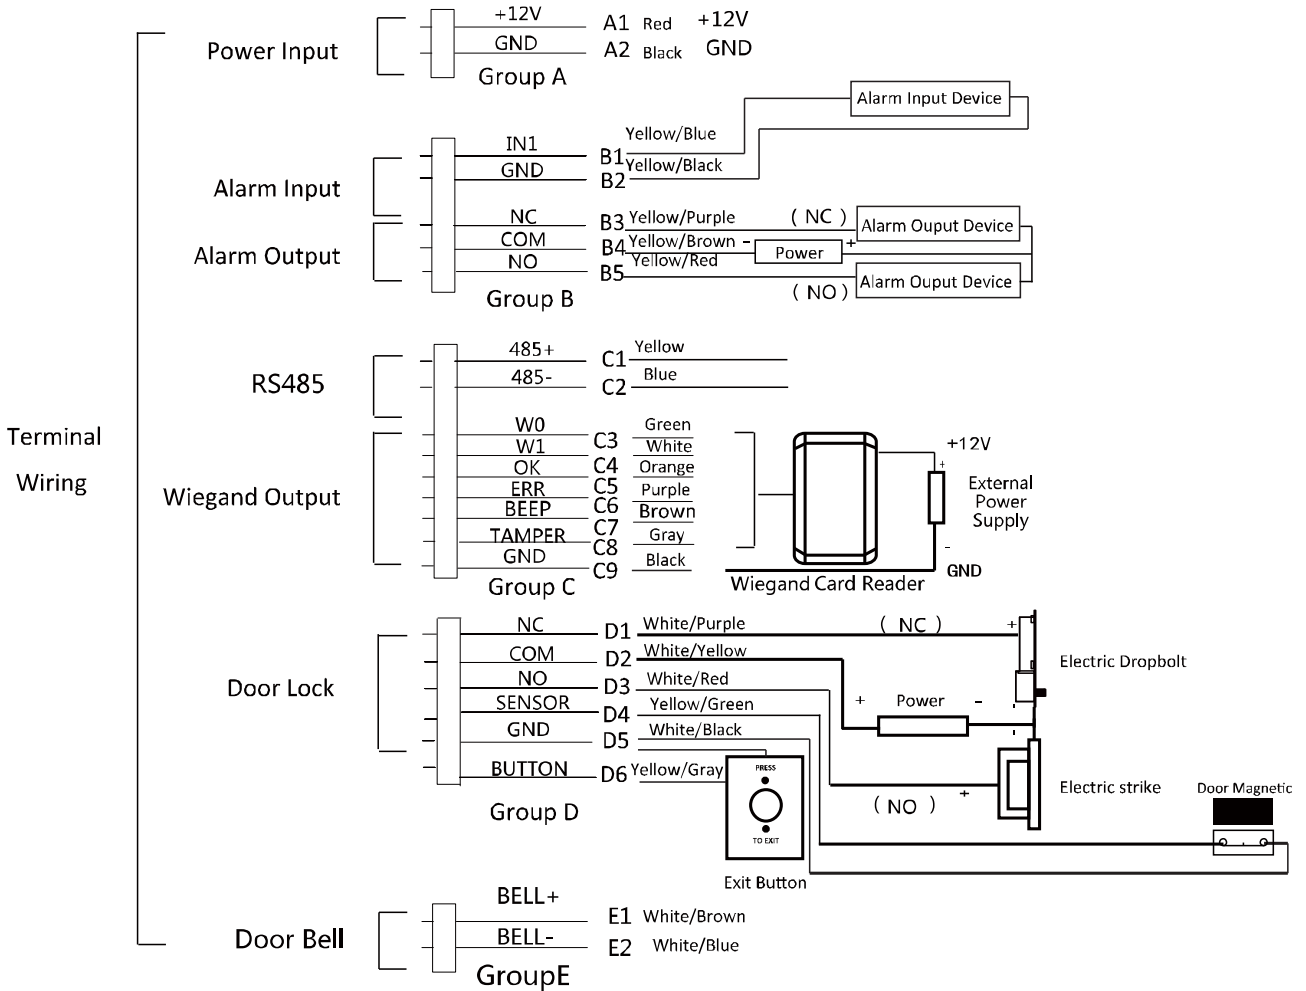 Terminal
Wiring
Power Input
+12V A1 Red +12V
GND A2 Black GND
Group A
Alarm Input
IN1 B1 Yellow/Blue
GND B2 Yellow/Black
Alarm Input Device
Alarm Output
NC B3 Yellow/Purple ( NC ) Alarm Ouput Device
COM B4 Yellow/Brown - Power +
NO B5 Yellow/Red ( NO ) Alarm Ouput Device
Group B
RS485
485+ C1 Yellow
485- C2 Blue
Wiegand Output
W0 C3 Green
W1 C4 White
OK C5 Orange
ERR C6 Purple
BEEP C7 Brown
TAMPER C8 Gray
GND C9 Black
Group C
Wiegand Card Reader
+12V
+
External
Power
Supply
-
GND
Door Lock
NC D1 White/Purple ( NC ) +
COM D2 White/Yellow
NO D3 White/Red
SENSOR D4 Yellow/Green
GND D5 White/Black
BUTTON D6 Yellow/Gray
Group D
+ Power -
-
-
Electric Dropbolt
( NO ) +
Electric strike
Door Magnetic
PRESS
TO EXIT
Exit Button
Door Bell
BELL+ E1 White/Brown
BELL- E2 White/Blue
GroupE